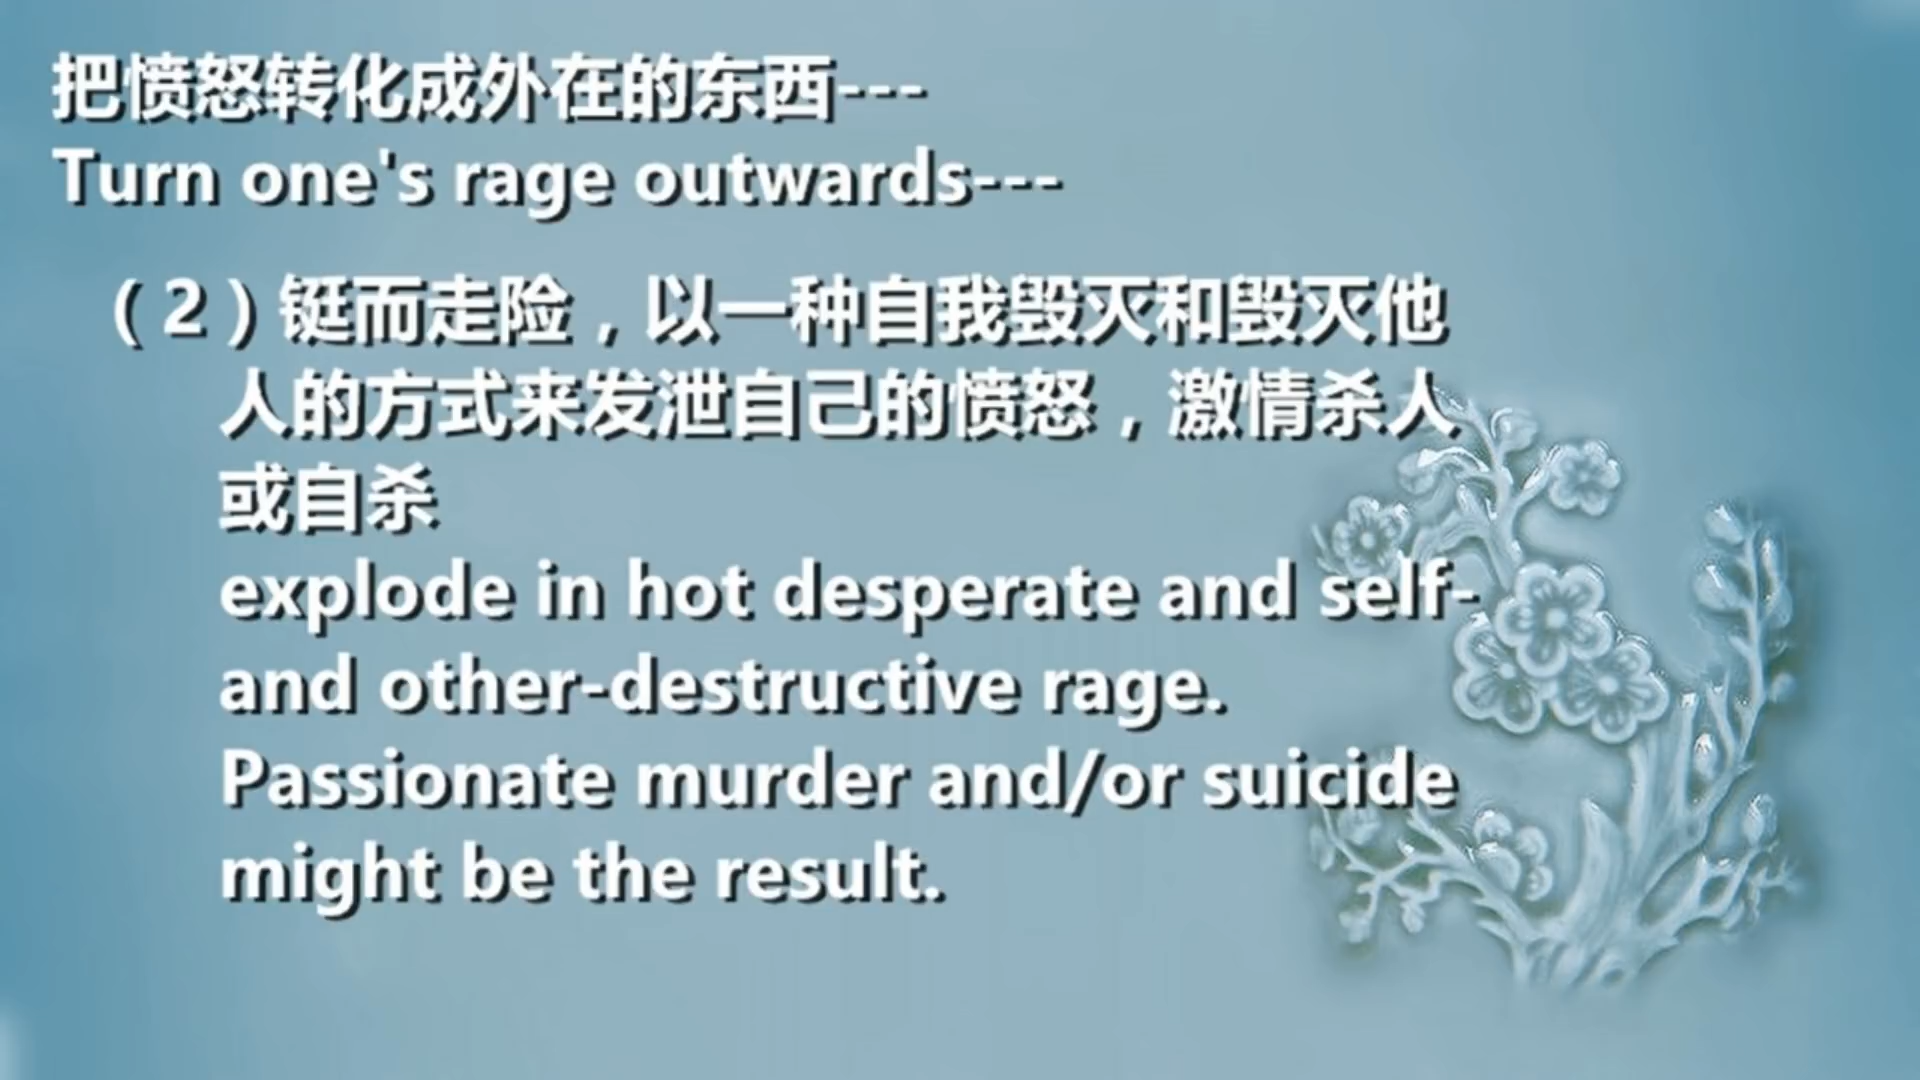 把愤怒转化成外在的东西---
Turn one's rage outwards---
（2）铤而走险，以一种自我毁灭和毁灭他
人的方式来发泄自己的愤怒，激情杀人
或自杀
explode in hot desperate and self-
and other-destructive rage.
Passionate murder and/or suicide
might be the result.